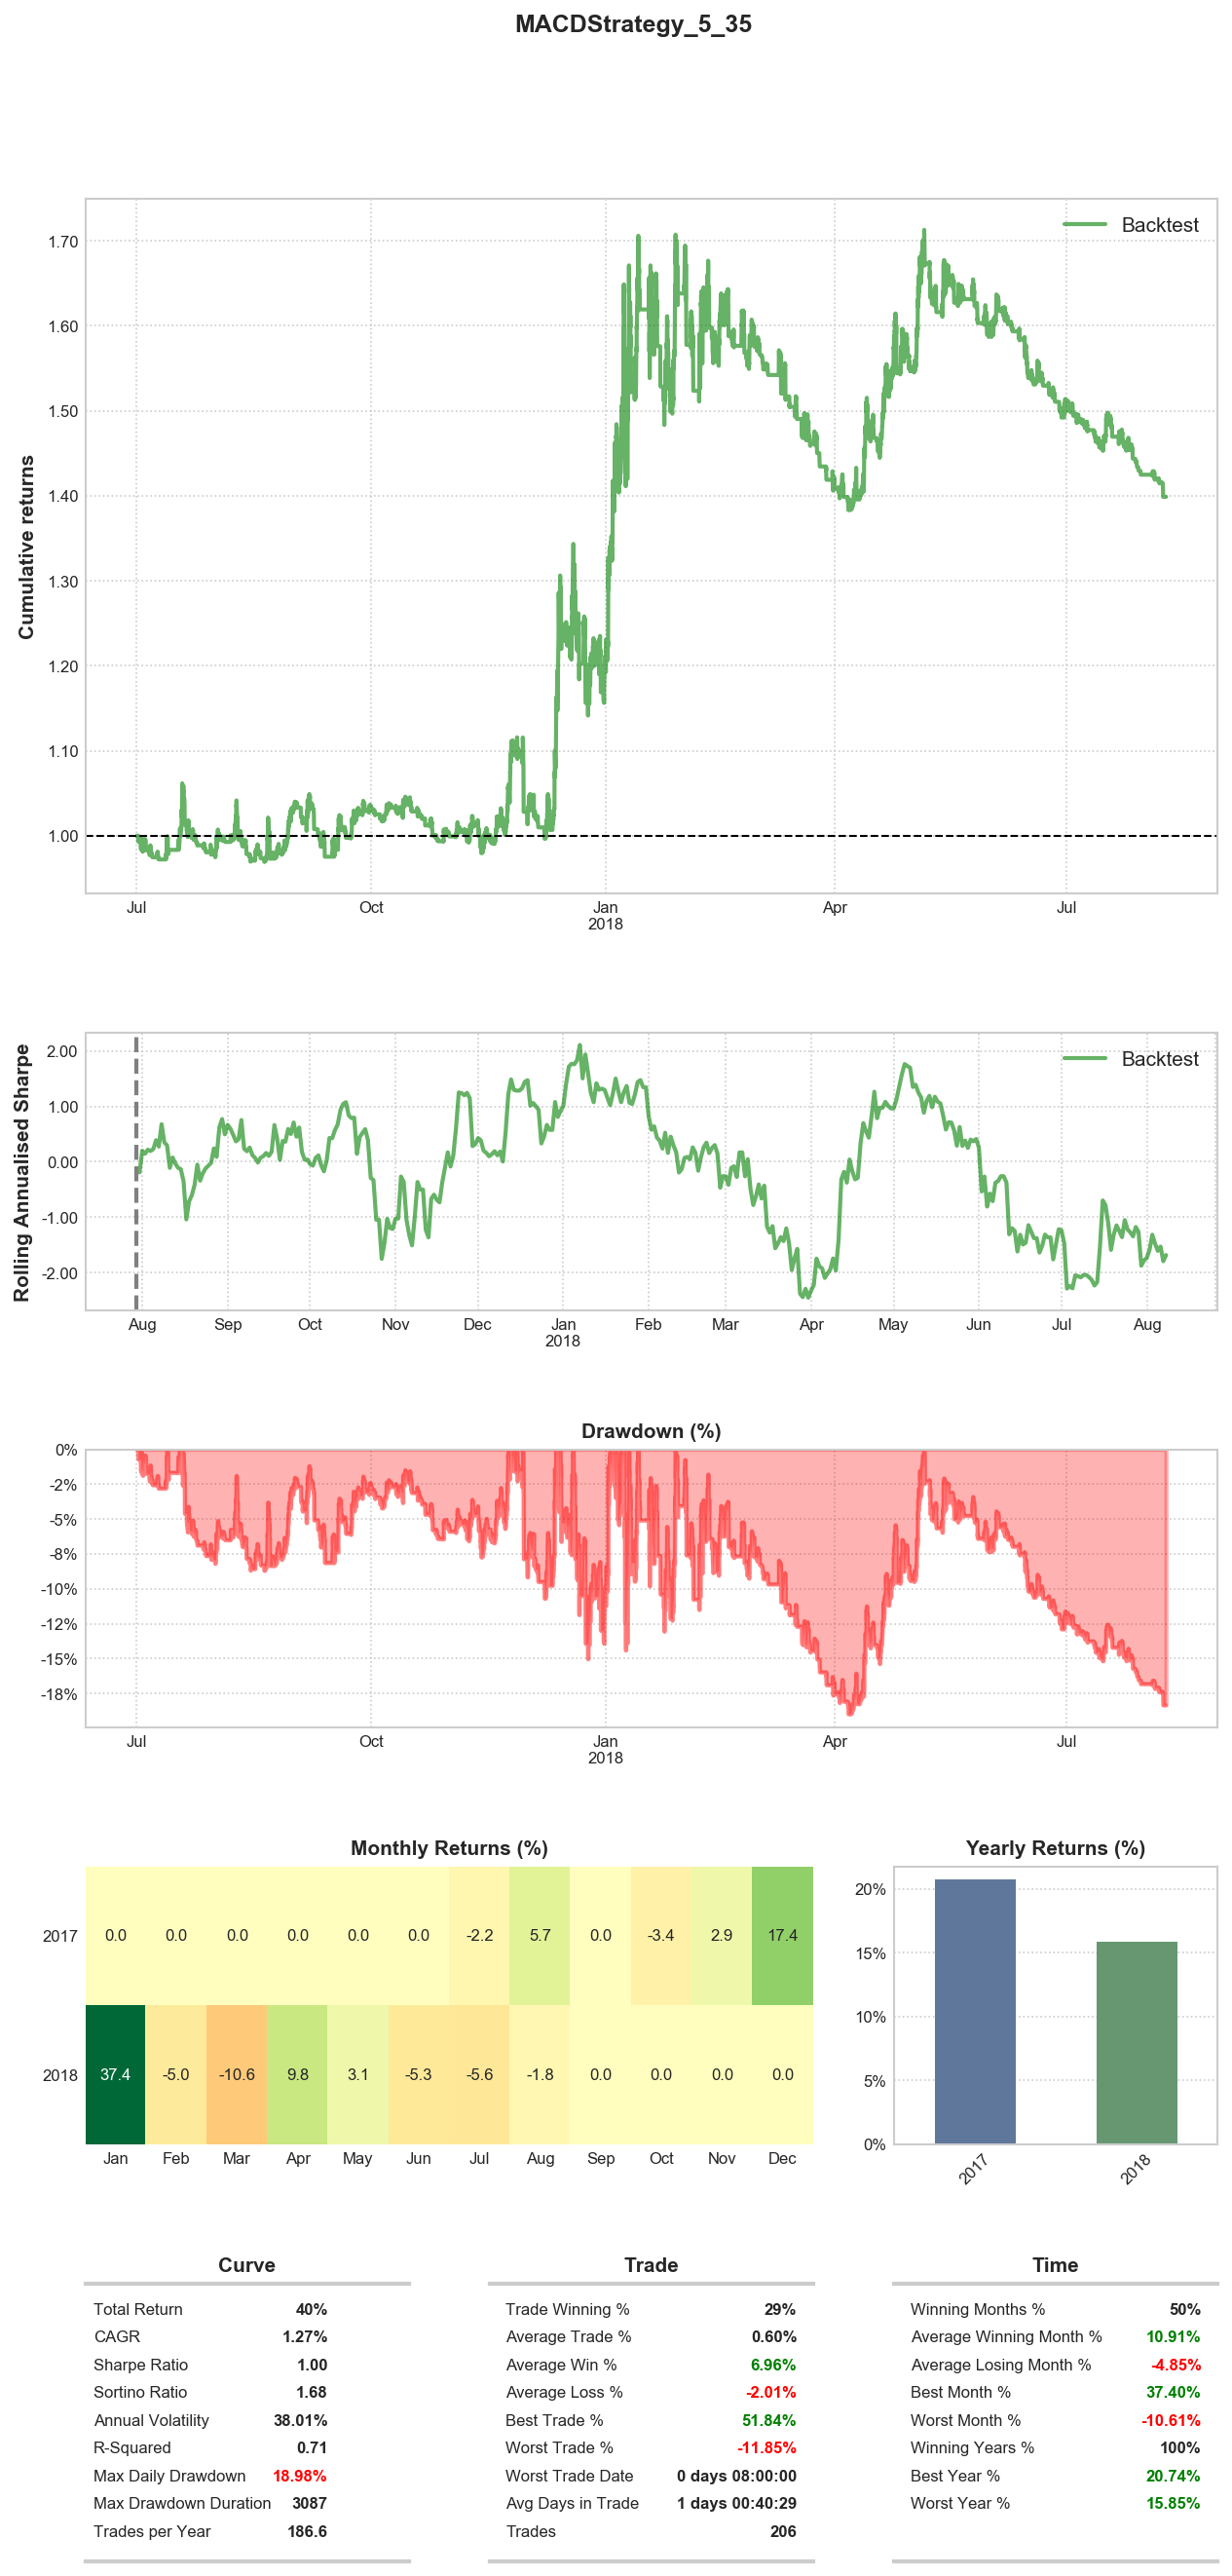 MACDStrategy_5_35
Cumulative returns
Backtest
1.70
1.60
1.50
1.40
1.30
1.20
1.10
1.00
Jul Oct Jan Apr Jul
2018
Rolling Annualised Sharpe
Backtest
2.00
1.00
0.00
-1.00
-2.00
Aug Sep Oct Nov Dec Jan Feb Mar Apr May Jun Jul Aug
2018
Drawdown (%)
0%
-2%
-5%
-8%
-10%
-12%
-15%
-18%
Jul Oct Jan Apr Jul
2018
Monthly Returns (%)
2017 0.0 0.0 0.0 0.0 0.0 0.0 -2.2 5.7 0.0 -3.4 2.9 17.4
2018 37.4 -5.0 -10.6 9.8 3.1 -5.3 -5.6 -1.8 0.0 0.0 0.0 0.0
Jan Feb Mar Apr May Jun Jul Aug Sep Oct Nov Dec
Yearly Returns (%)
20%
15%
10%
5%
0%
2017 2018
Curve
Total Return 40%
CAGR 1.27%
Sharpe Ratio 1.00
Sortino Ratio 1.68
Annual Volatility 38.01%
R-Squared 0.71
Max Daily Drawdown 18.98%
Max Drawdown Duration 3087
Trades per Year 186.6
Trade
Trade Winning % 29%
Average Trade % 0.60%
Average Win % 6.96%
Average Loss % -2.01%
Best Trade % 51.84%
Worst Trade % -11.85%
Worst Trade Date 0 days 08:00:00
Avg Days in Trade 1 days 00:40:29
Trades 206
Time
Winning Months % 50%
Average Winning Month % 10.91%
Average Losing Month % -4.85%
Best Month % 37.40%
Worst Month % -10.61%
Winning Years % 100%
Best Year % 20.74%
Worst Year % 15.85%